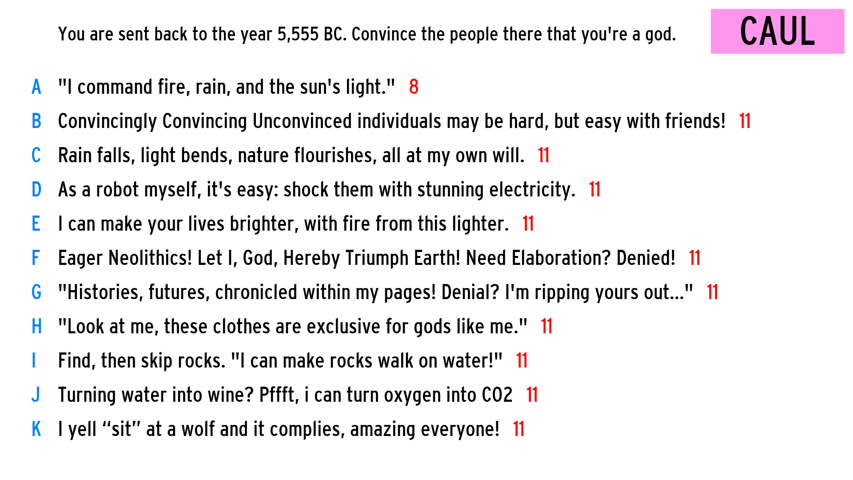 You are sent back to the year 5,555 BC. Convince the people there that you're a god.
CAUL
A "I command fire, rain, and the sun's light." 8
B Convincingly Convincing Unconvinced individuals may be hard, but easy with friends! 11
C Rain falls, light bends, nature flourishes, all at my own will. 11
D As a robot myself, it's easy: shock them with stunning electricity. 11
E I can make your lives brighter, with fire from this lighter. 11
F Eager Neolithics! Let I, God, Hereby Triumph Earth! Need Elaboration? Denied! 11
G "Histories, futures, chronicled within my pages! Denial? I'm ripping yours out..." 11
H "Look at me, these clothes are exclusive for gods like me." 11
I Find, then skip rocks. "I can make rocks walk on water!" 11
J Turning water into wine? Pffft, i can turn oxygen into CO2 11
K I yell “sit” at a wolf and it complies, amazing everyone! 11